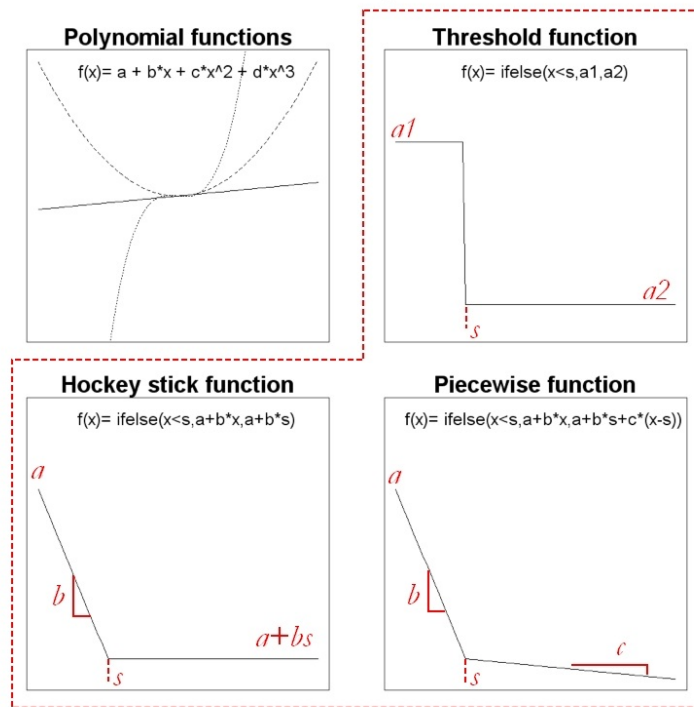 Polynomial functions
f(x)= a + b*x + c*x^2 + d*x^3
Threshold function
f(x)= ifelse(x<s,a1,a2)
a1
a2
s
Hockey stick function
f(x)= ifelse(x<s,a+b*x,a+b*s)
a
b
a+bs
s
Piecewise function
f(x)= ifelse(x<s,a+b*x,a+b*s+c*(x-s))
a
b
c
s